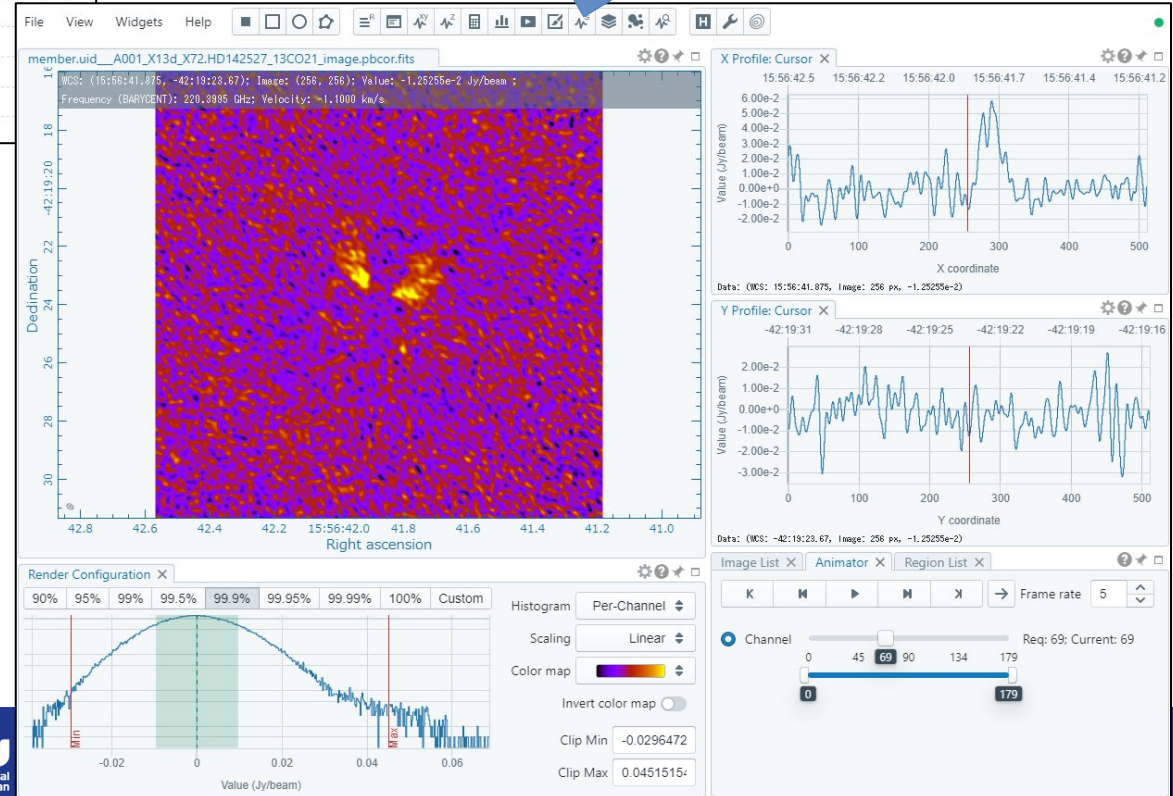 File View Widgets Help
member.uid___A001_X13d_X72.HD142527_13CO21_image.pbcor.fits
WCS: (15:56:41.875, -42:19:23.67); Image: (256, 256); Value: -1.25255e-2 Jy/beam ;
Frequency (BARYCENT): 220.3995 GHz; Velocity: -1.1000 km/s
16
18
-42:19:20
22
24
26
28
30
Declination
42.8 42.6 42.4 42.2 15:56:42.0 41.8 41.6 41.4 41.2 41.0
Right ascension
X Profile: Cursor
15:56:42.5 15:56:42.2 15:56:42.0 15:56:41.7 15:56:41.4 15:56:41.2
6.00e-2
5.00e-2
4.00e-2
3.00e-2
2.00e-2
1.00e-2
0.00e+0
-1.00e-2
-2.00e-2
Value (Jy/beam)
0 100 200 300 400 500
X coordinate
Data: (WCS: 15:56:41.875, Image: 256 px, -1.25255e-2)
Y Profile: Cursor
-42:19:31 -42:19:28 -42:19:25 -42:19:22 -42:19:19 -42:19:16
2.00e-2
1.00e-2
0.00e+0
-1.00e-2
-2.00e-2
-3.00e-2
Value (Jy/beam)
0 100 200 300 400 500
Y coordinate
Data: (WCS: -42:19:23.67, Image: 256 px, -1.25255e-2)
Render Configuration
90% 95% 99% 99.5% 99.9% 99.95% 99.99% 100% Custom
Histogram Per-Channel
Scaling Linear
Color map
Invert color map
Clip Min -0.0296472
Clip Max 0.0451515
Min
Max
-0.02 0 0.02 0.04 0.06
Value (Jy/beam)
Image List Animator Region List
Frame rate 5
Channel Req: 69; Current: 69
0 45 69 90 134 179
0 179